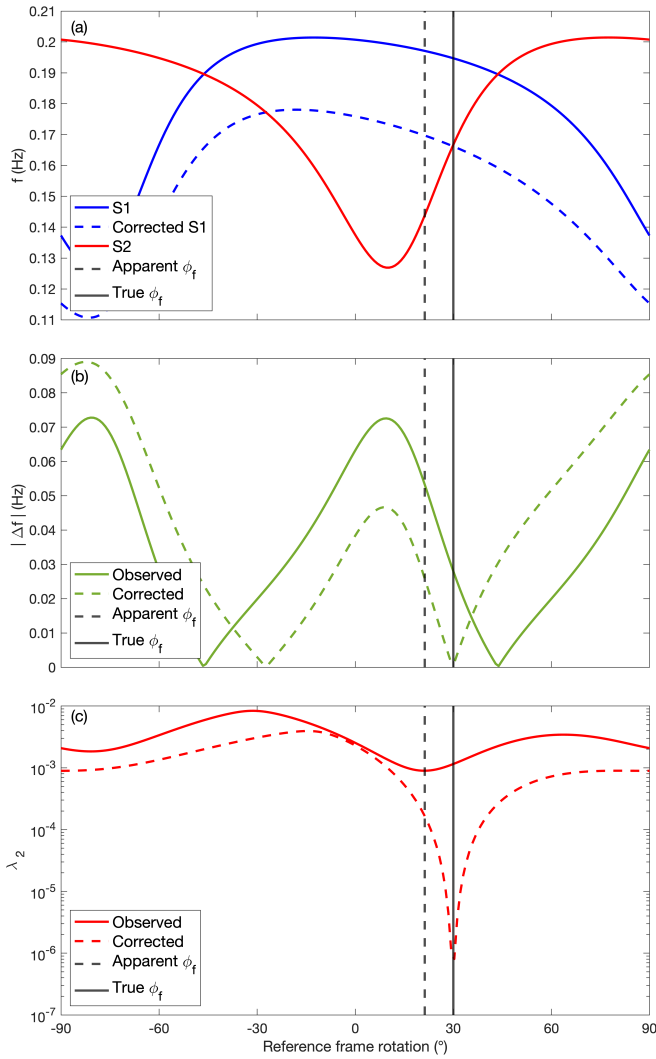 (a)
0.2
0.19
0.18
0.17
0.16
0.15
0.14
0.13
0.12
0.11
f (Hz)
S1
Corrected S1
S2
Apparent ϕf
True ϕf
-90 -60 -30 0 30 60 90
(b)
0.09
0.08
0.07
0.06
0.05
0.04
0.03
0.02
0.01
0
| Δf | (Hz)
Observed
Corrected
Apparent ϕf
True ϕf
-90 -60 -30 0 30 60 90
(c)
10-2
10-3
10-4
10-5
10-6
10-7
λ2
Observed
Corrected
Apparent ϕf
True ϕf
-90 -60 -30 0 30 60 90
Reference frame rotation (°)